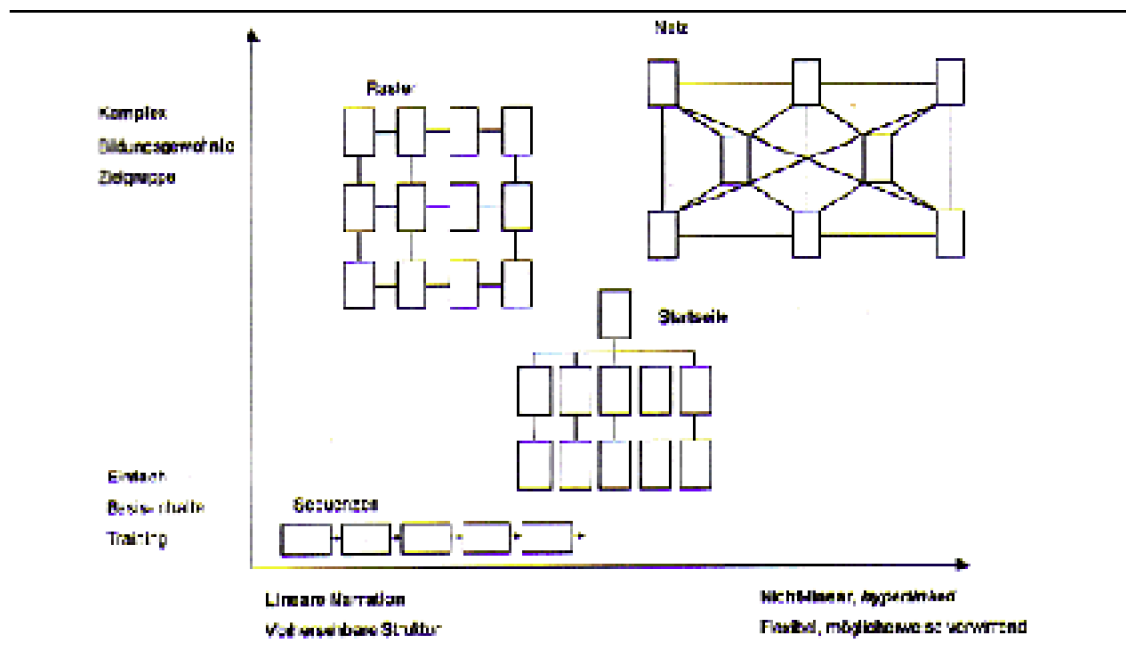 Netz
Raster
Komplex
Bildungsgewohnte
Zielgruppe
Startseite
Einfach
Basisinhalte
Training
Sequenzen
Lineare Narration
Vorhersehbare Struktur
Nicht-linear, hyperlinked
Flexibel, möglicherweise verwirrend